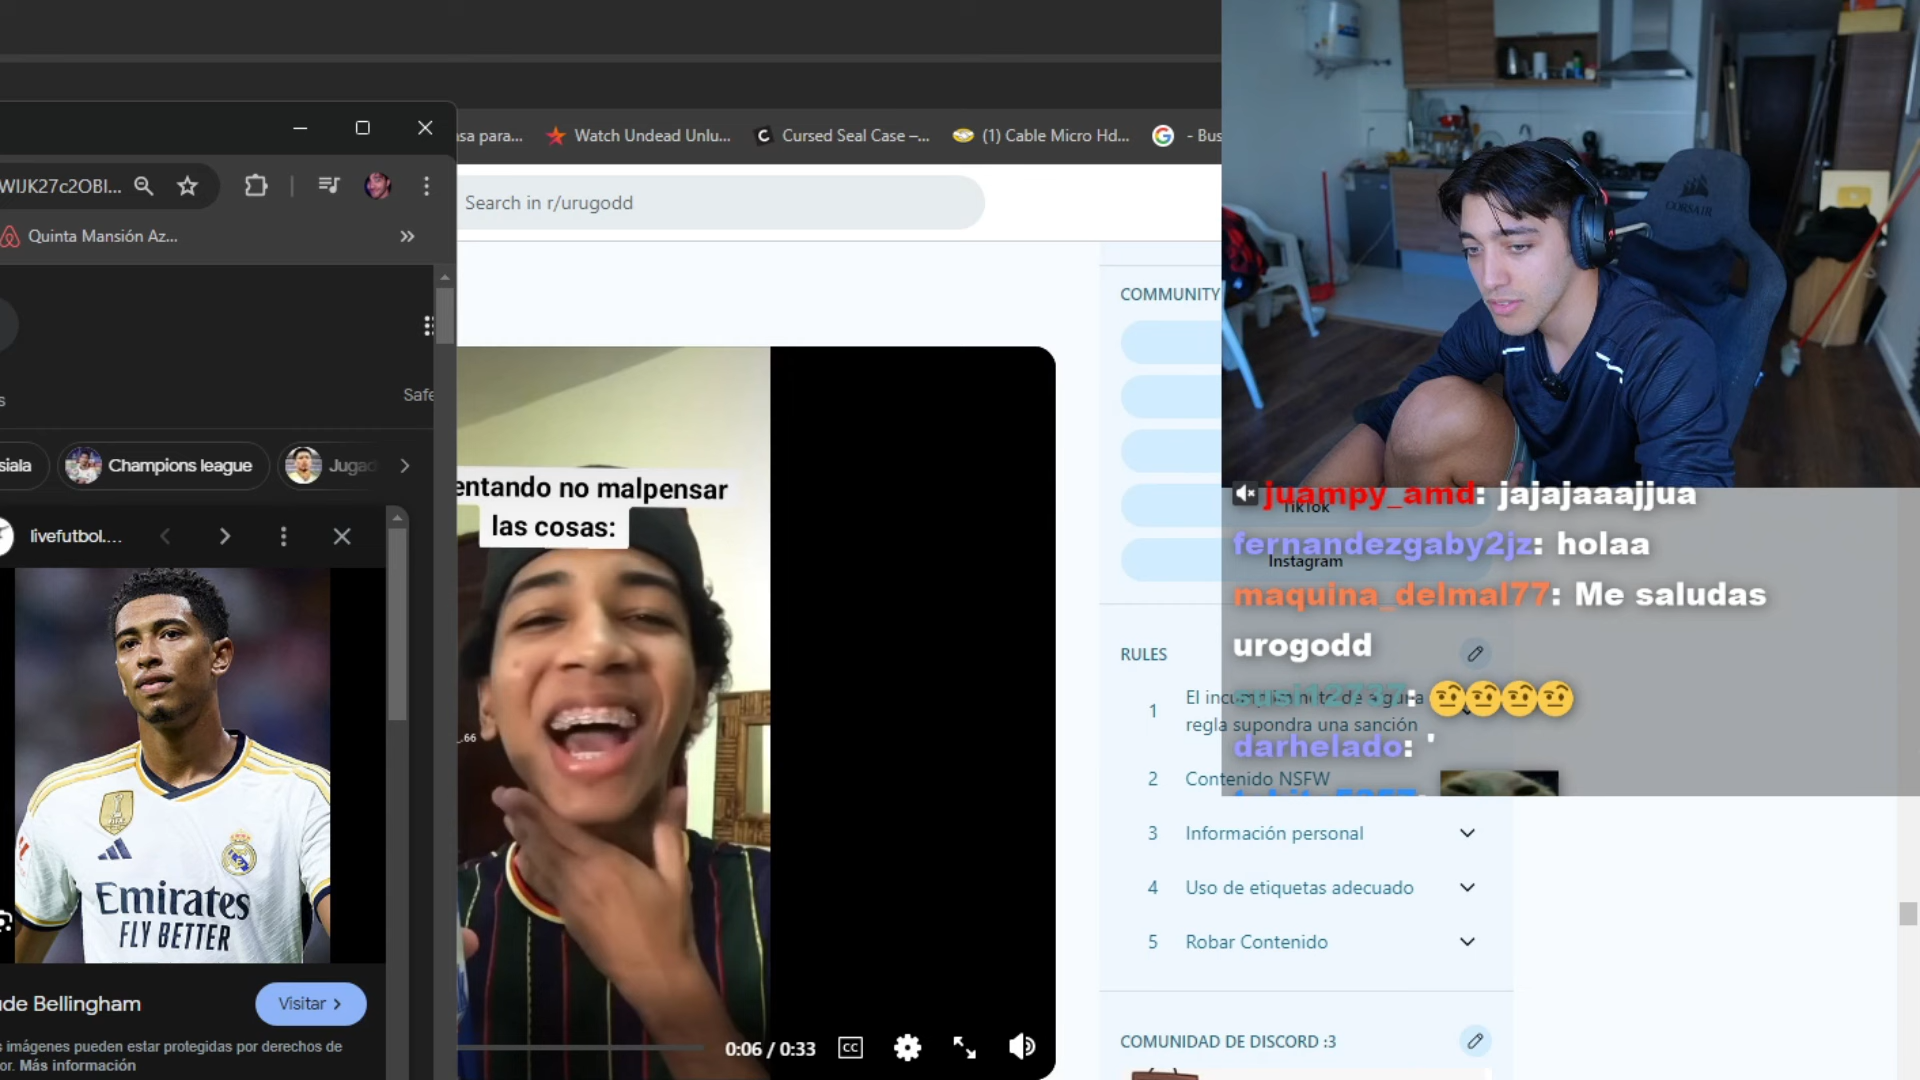 WIJK27c2OBI...
Quinta Mansión Az...
»
Safe
siala
Champions league
Jugad
livefutbol....
Emirates
FLY BETTER
de Bellingham
Visitar
imágenes pueden estar protegidas por derechos de
or. Más información
sa para...
Watch Undead Unlu...
Cursed Seal Case –...
(1) Cable Micro Hd...
- Bus
Search in r/urugodd
entando no malpensar
las cosas:
_.66
0:06 / 0:33
CC
COMMUNITY
TikTok
Instagram
RULES
1
regla supondra una sanción
2 Contenido NSFW
3 Información personal
4 Uso de etiquetas adecuado
5 Robar Contenido
COMUNIDAD DE DISCORD :3
CORSAIR
juampy_amd: jajajaaajjua
fernandezgaby2jz: holaa
maquina_delmal77: Me saludas
urogodd
darhelado: '